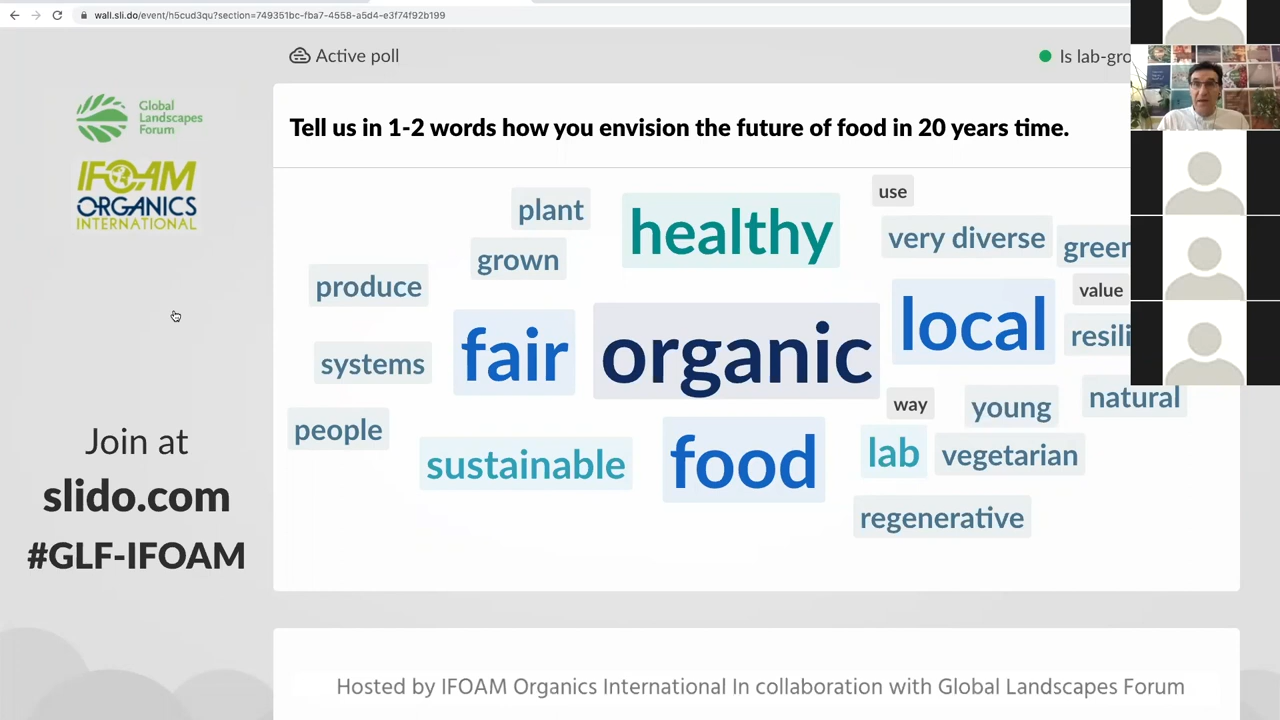 wall.sli.do/event/h5cud3qu?section=749351bc-fba7-4558-a5d4-e3f74f92b199
Active poll
Is lab-gro
Global
Landscapes
Forum
IFOAM
ORGANICS
INTERNATIONAL
Tell us in 1-2 words how you envision the future of food in 20 years time.
use
plant
healthy
very diverse
green
grown
produce
value
fair
organic
local
resili
systems
way
young
natural
people
sustainable
food
lab
vegetarian
regenerative
Join at
slido.com
#GLF-IFOAM
Hosted by IFOAM Organics International In collaboration with Global Landscapes Forum